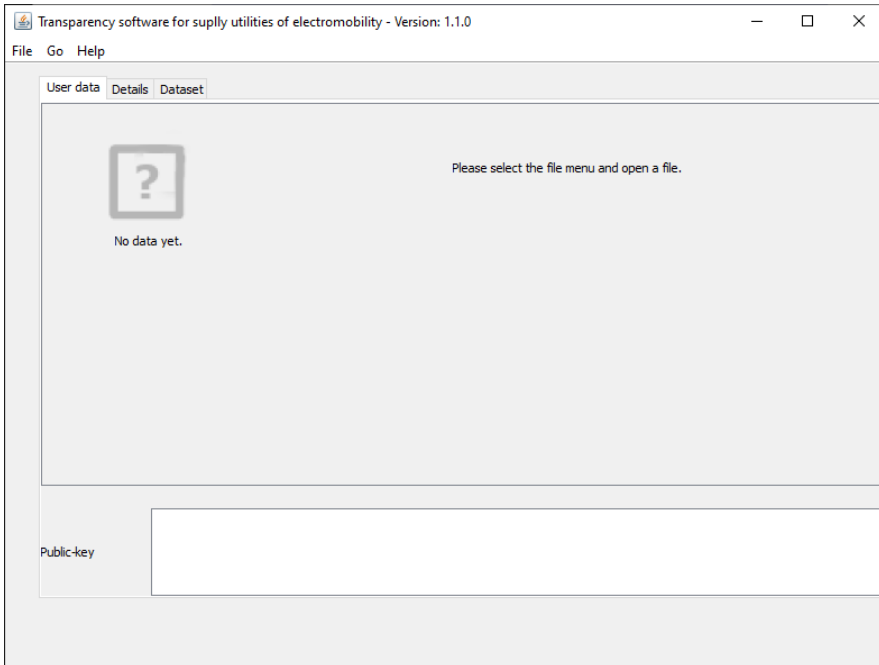 Transparency software for suplly utilities of electromobility - Version: 1.1.0
File Go Help
User data Details Dataset
?
Please select the file menu and open a file.
No data yet.
Public-key